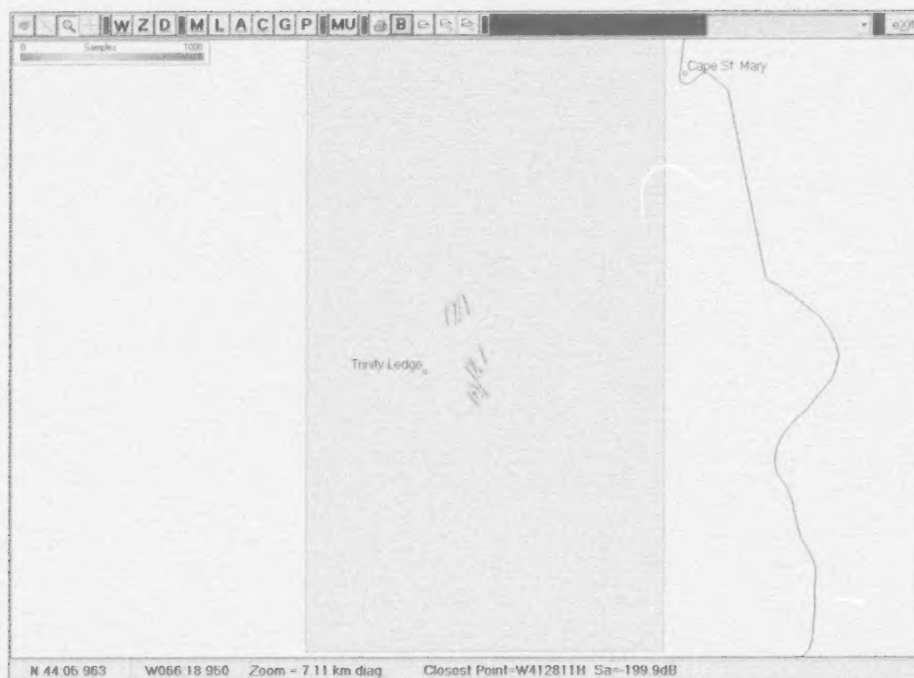 W Z D M L A C G P MU B
0 Samples 1000
Cape St. Mary
Trinity Ledge
N 44 05.963 W066 18.950 Zoom = 7.11 km diag. Closest Point=W412811H Sa=-199.9dB